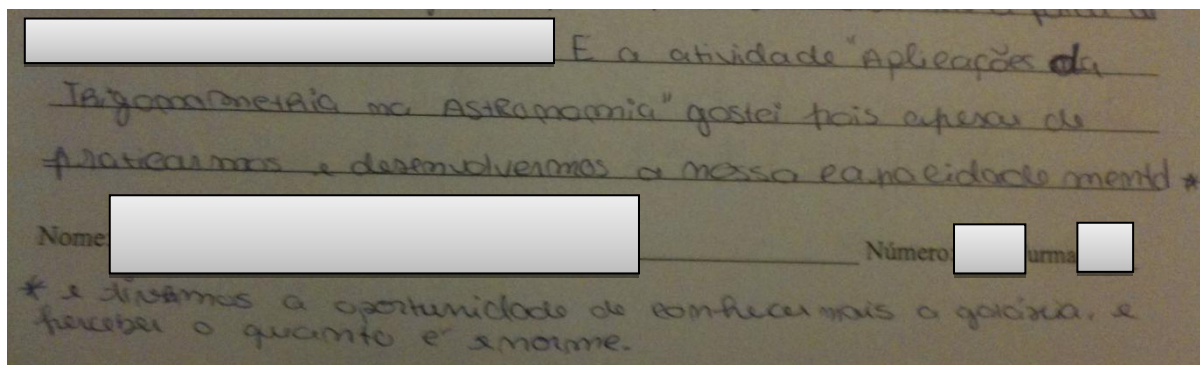 E a atividade "Aplicações da
Trigonometria na Astronomia" gostei pois apesar de
praticarmos e desenvolvermos a nossa capacidade mental *
Nome: Número: urma
* e tivemos a oportunidade de conhecer mais a galáxia. e
perceber o quanto é enorme.